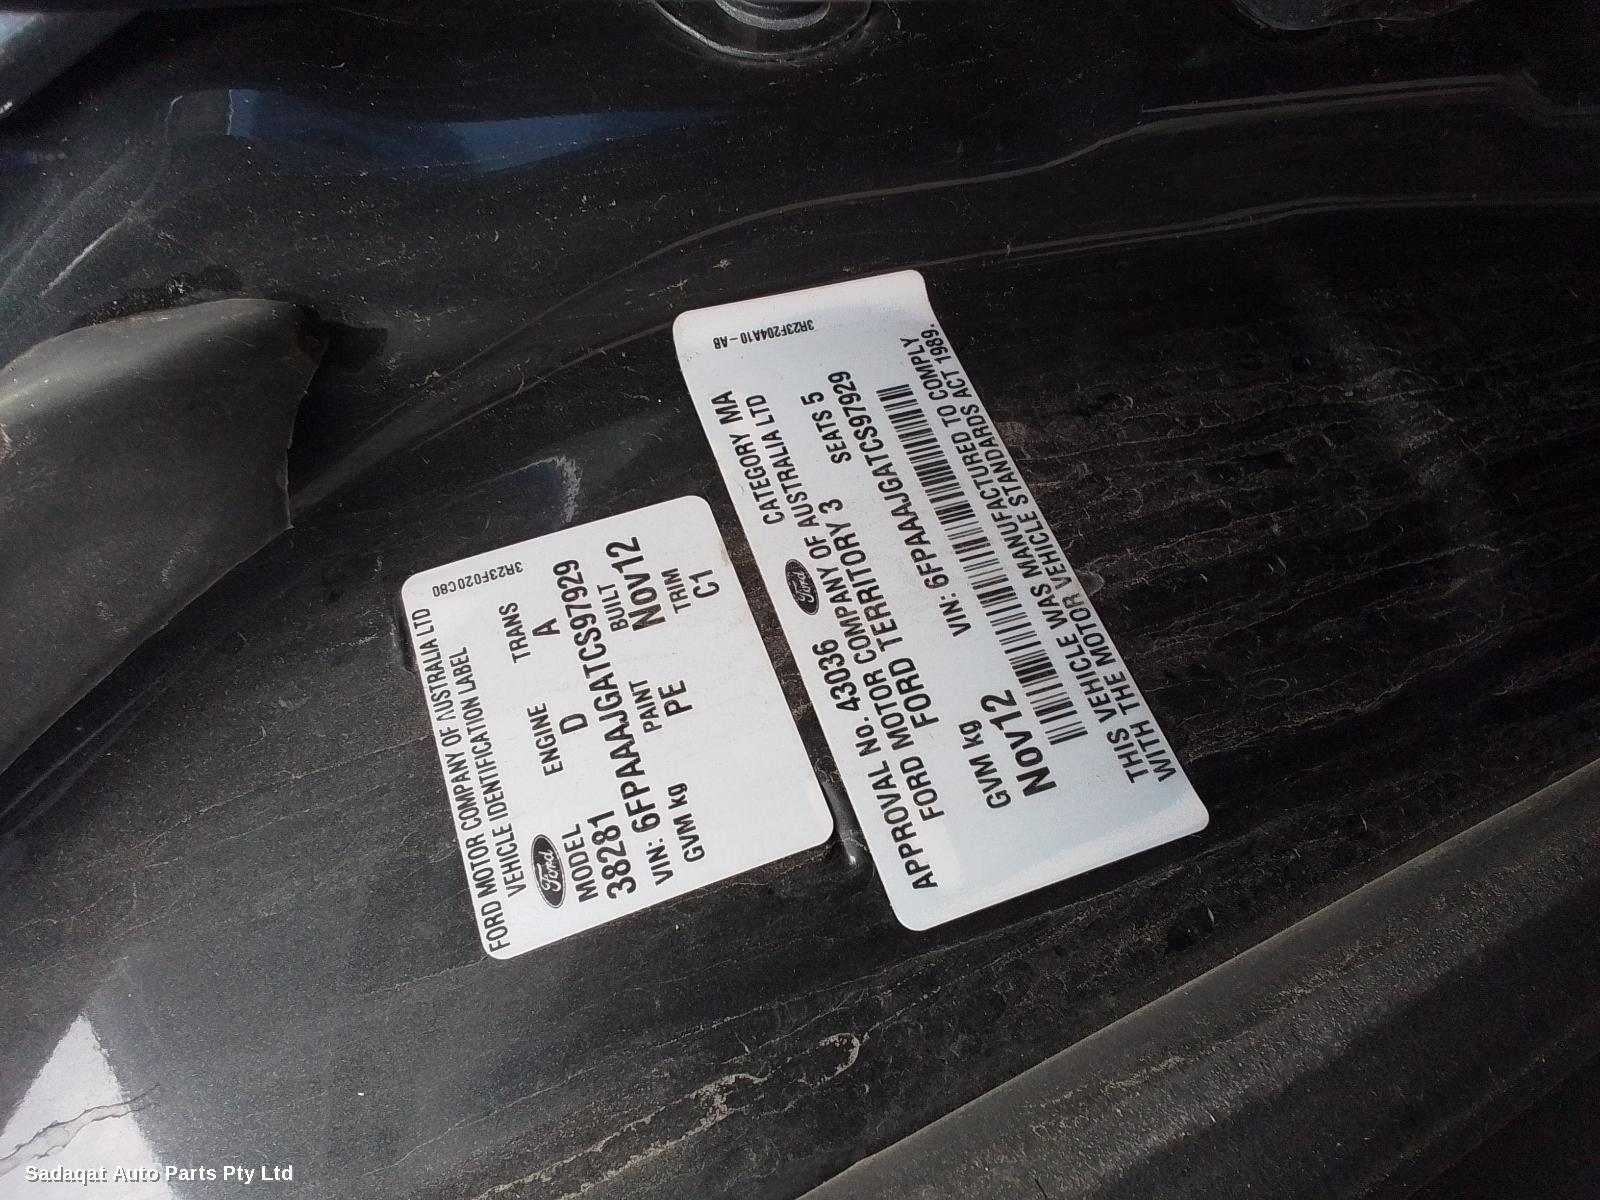 3R23F020C80
FORD MOTOR COMPANY OF AUSTRALIA LTD
VEHICLE IDENTIFICATION LABEL
Ford
MODEL ENGINE TRANS
38281 D A
VIN: 6FPAAAJGATCS97929
GVM kg PAINT BUILT
PE Nov12
TRIM
C1
3R23F204A10-AB
CATEGORY MA
Ford
APPROVAL No. 43036
FORD MOTOR COMPANY OF AUSTRALIA LTD
FORD TERRITORY 3 SEATS 5
VIN: 6FPAAAJGATCS97929
GVM kg
Nov12
THIS VEHICLE WAS MANUFACTURED TO COMPLY
WITH THE MOTOR VEHICLE STANDARDS ACT 1989.
Sadaqat Auto Parts Pty Ltd